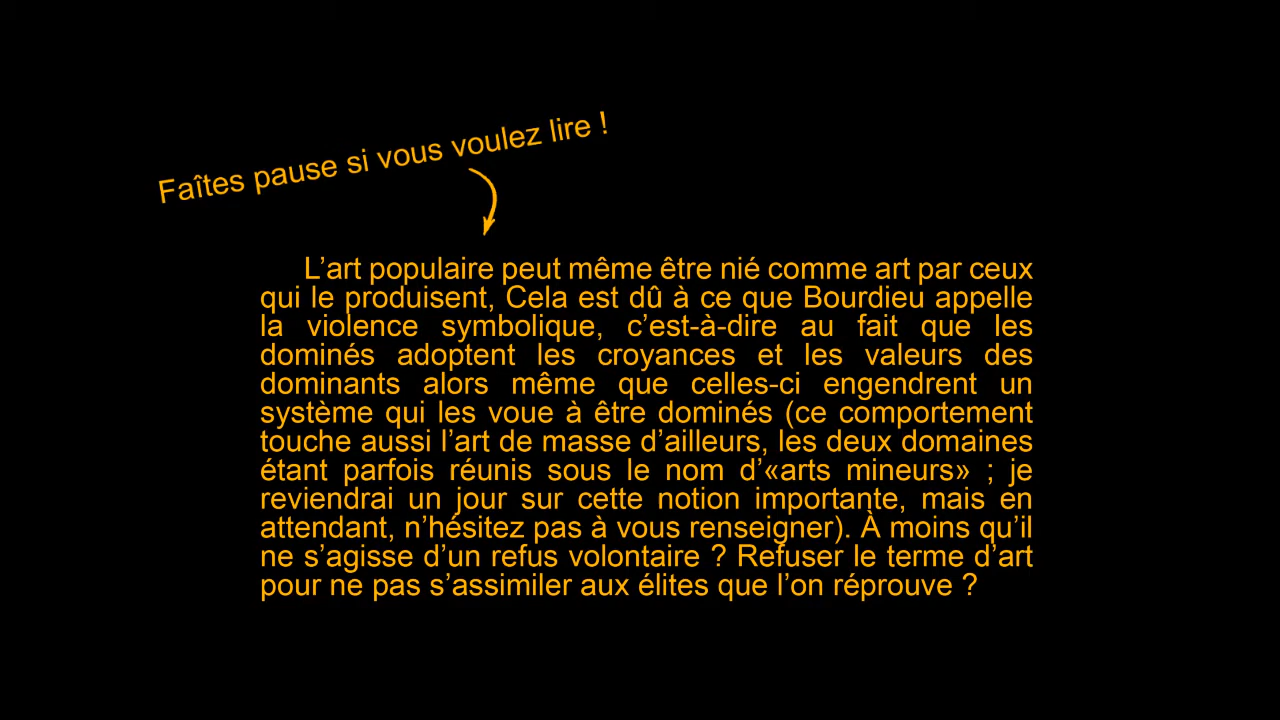 Faîtes pause si vous voulez lire !
L’art populaire peut même être nié comme art par ceux
qui le produisent, Cela est dû à ce que Bourdieu appelle
la violence symbolique, c’est-à-dire au fait que les
dominés adoptent les croyances et les valeurs des
dominants alors même que celles-ci engendrent un
système qui les voue à être dominés (ce comportement
touche aussi l’art de masse d’ailleurs, les deux domaines
étant parfois réunis sous le nom d’«arts mineurs» ; je
reviendrai un jour sur cette notion importante, mais en
attendant, n’hésitez pas à vous renseigner). À moins qu’il
ne s’agisse d’un refus volontaire ? Refuser le terme d’art
pour ne pas s’assimiler aux élites que l’on réprouve ?